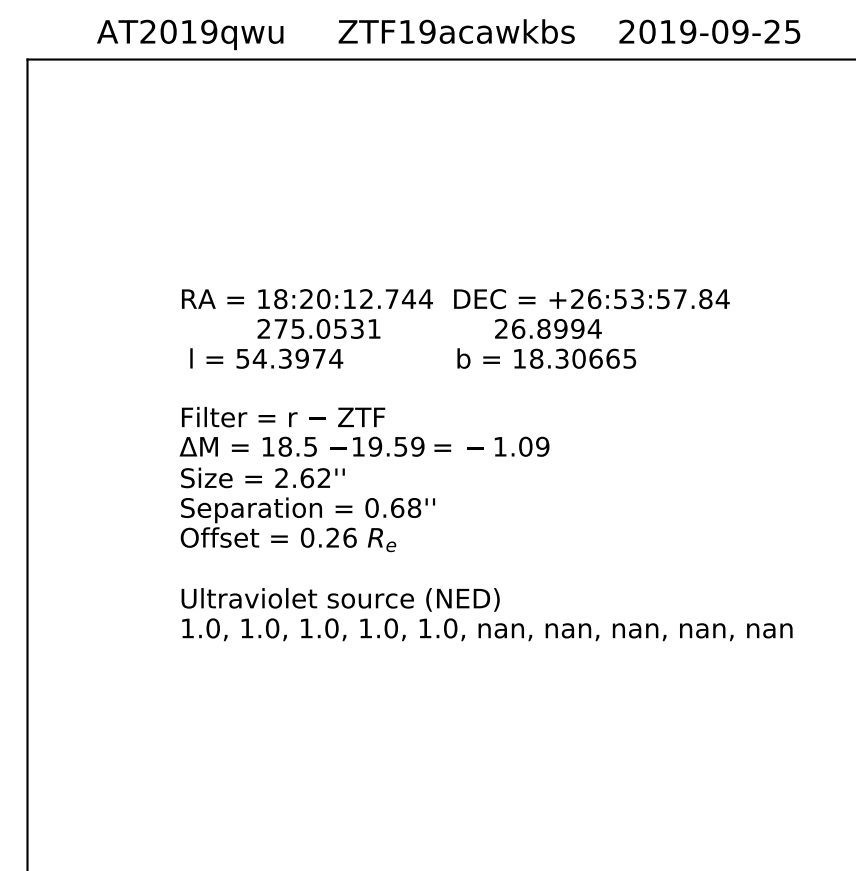 AT2019qwu ZTF19acawkbs 2019-09-25
RA = 18:20:12.744 DEC = +26:53:57.84
275.0531 26.8994
l = 54.3974 b = 18.30665
Filter = r − ZTF
ΔM = 18.5 −19.59 = − 1.09
Size = 2.62''
Separation = 0.68''
Offset = 0.26 Re
Ultraviolet source (NED)
1.0, 1.0, 1.0, 1.0, 1.0, nan, nan, nan, nan, nan